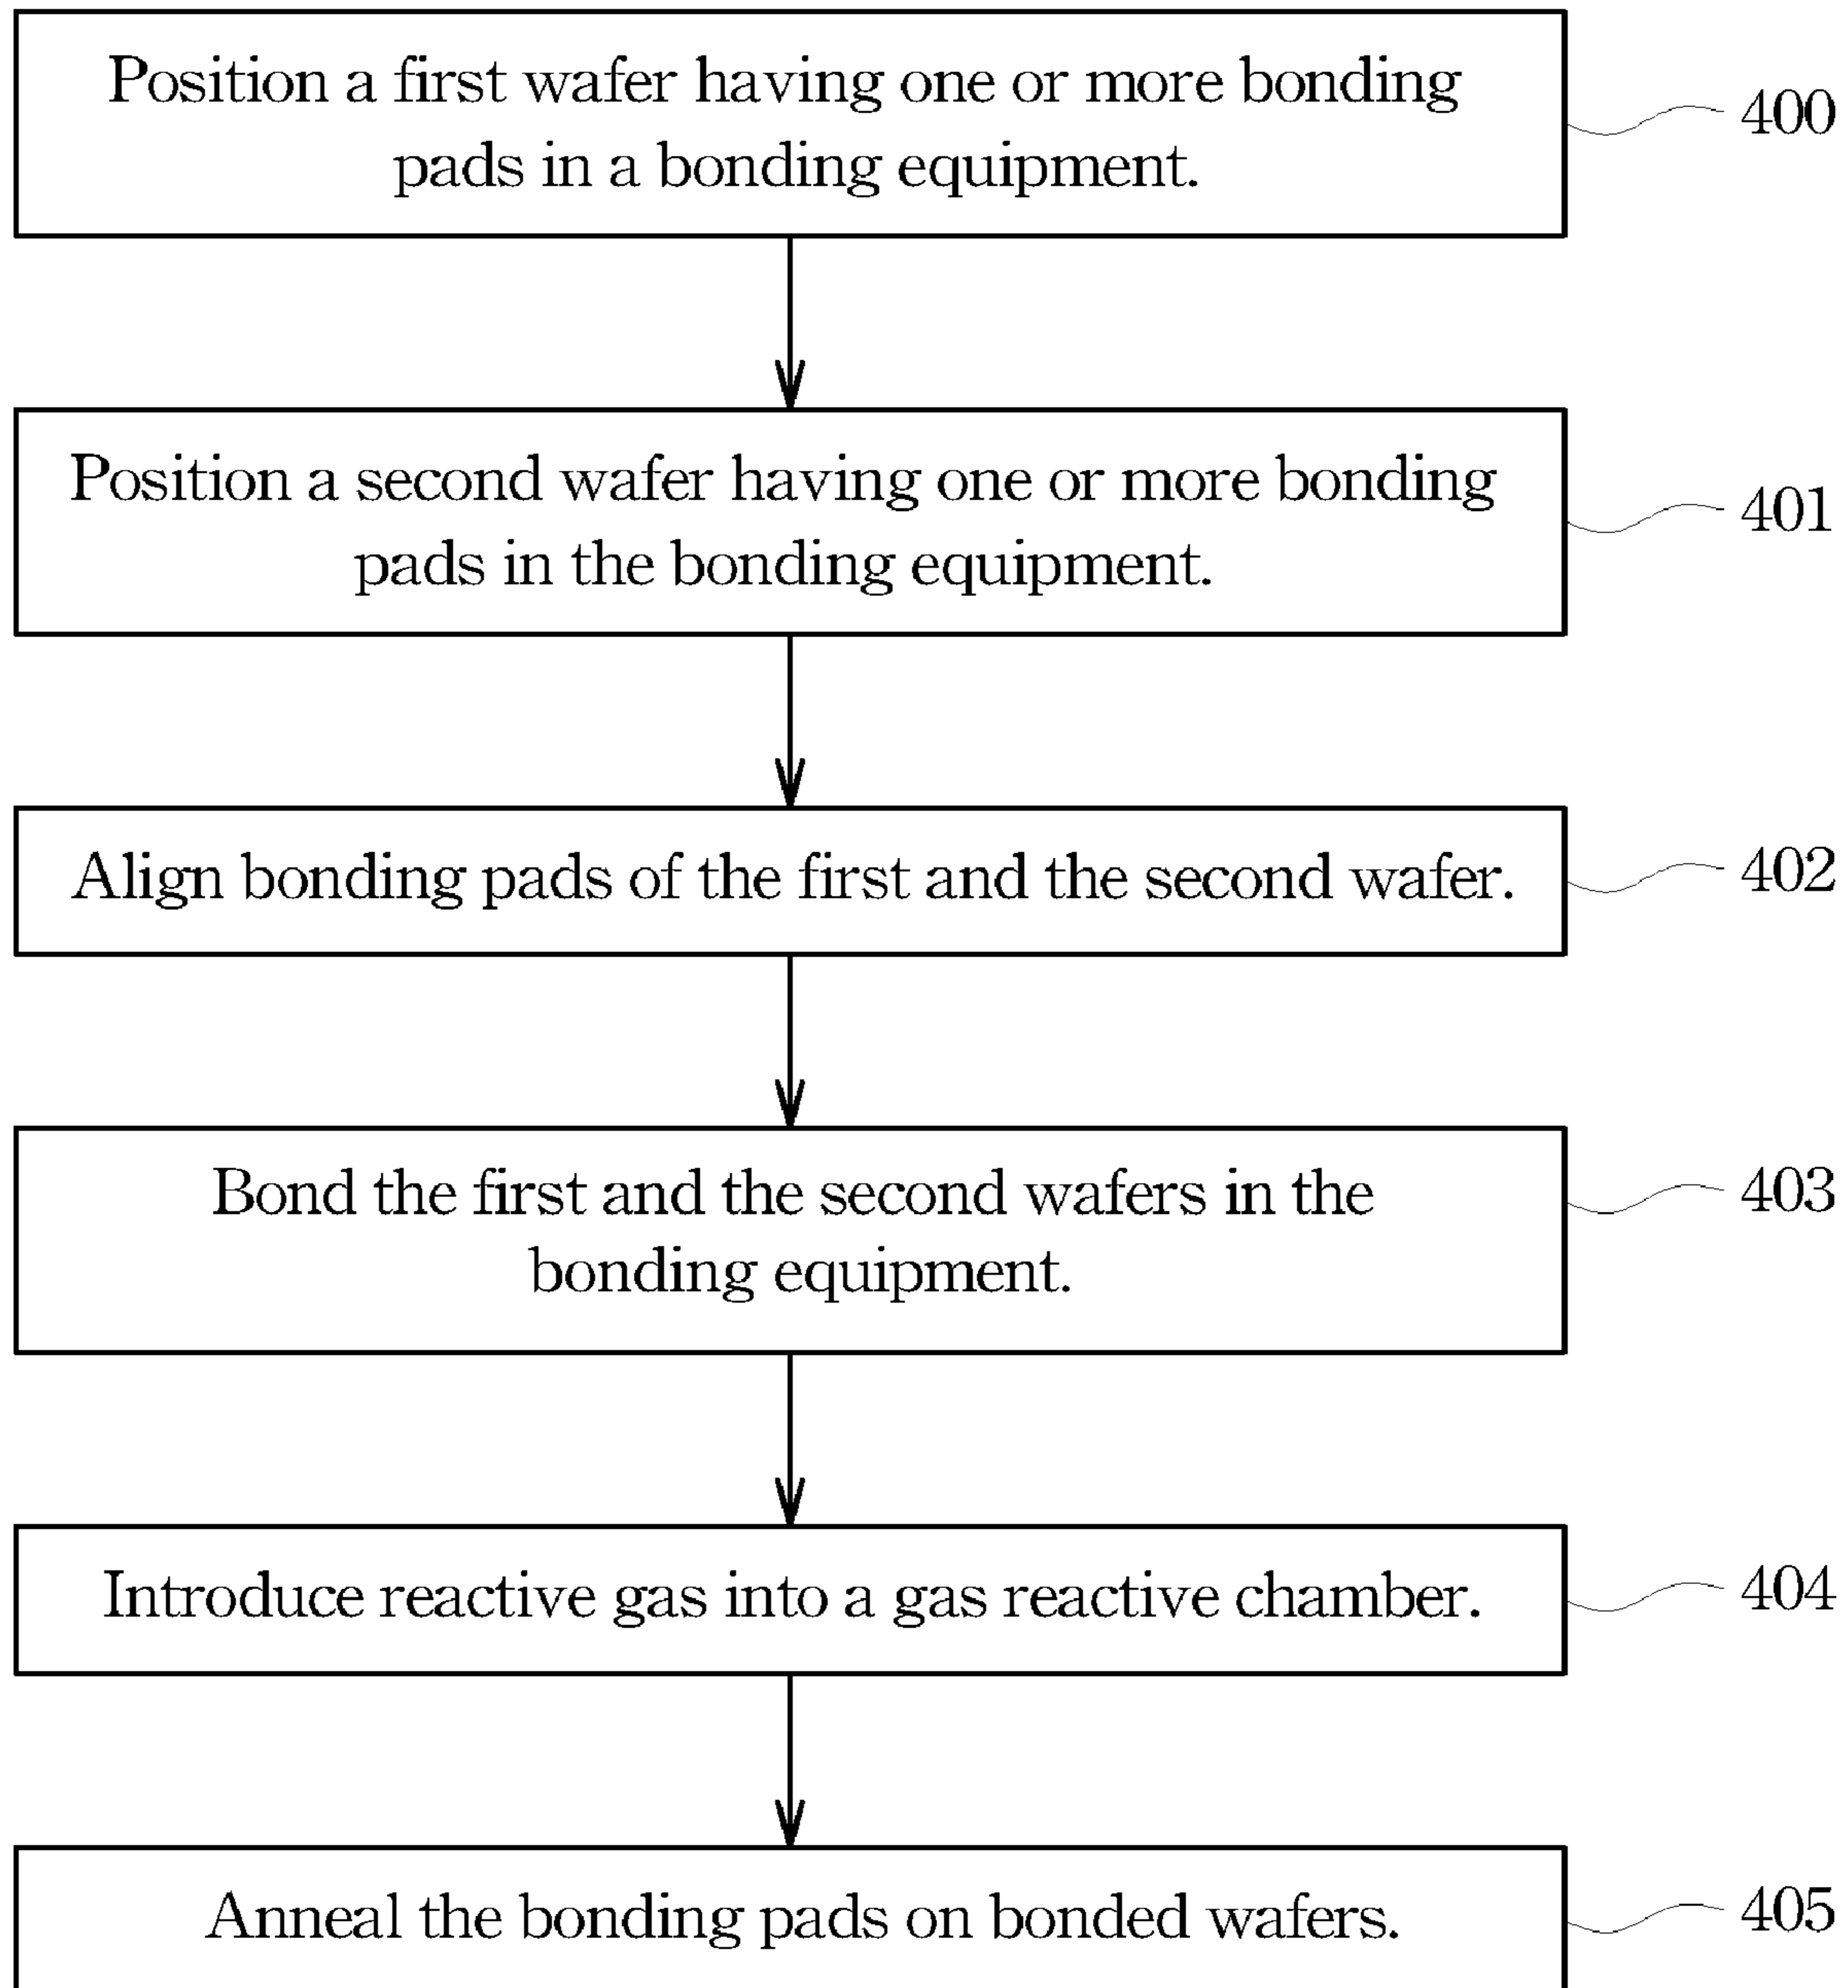 Position a first wafer having one or more bonding
pads in a bonding equipment.
400
Position a second wafer having one or more bonding
pads in the bonding equipment.
401
Align bonding pads of the first and the second wafer.
402
Bond the first and the second wafers in the
bonding equipment.
403
Introduce reactive gas into a gas reactive chamber.
404
Anneal the bonding pads on bonded wafers.
405